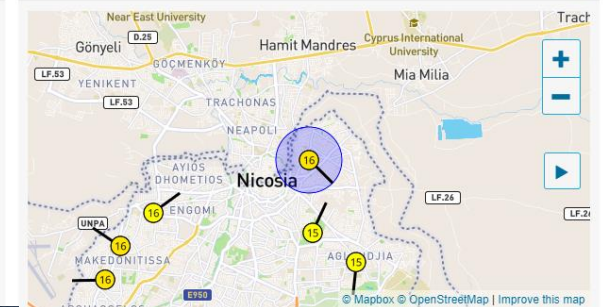 Near East University
Trach
D.25
Gönyeli
Hamit Mandres
Cyprus International
University
GÖÇMENKÖY
LF.53
YENIKENT
Mia Milia
LF.53
TRACHONAS
NEAPOLI
16
AYIOS
DHOMETIOS
Nicosia
LF.26
16
ENGOMI
LF.2
UNPA
15
16
MAKEDONITISSA
AGLANDJIA
15
16
E950
© Mapbox © OpenStreetMap | Improve this map